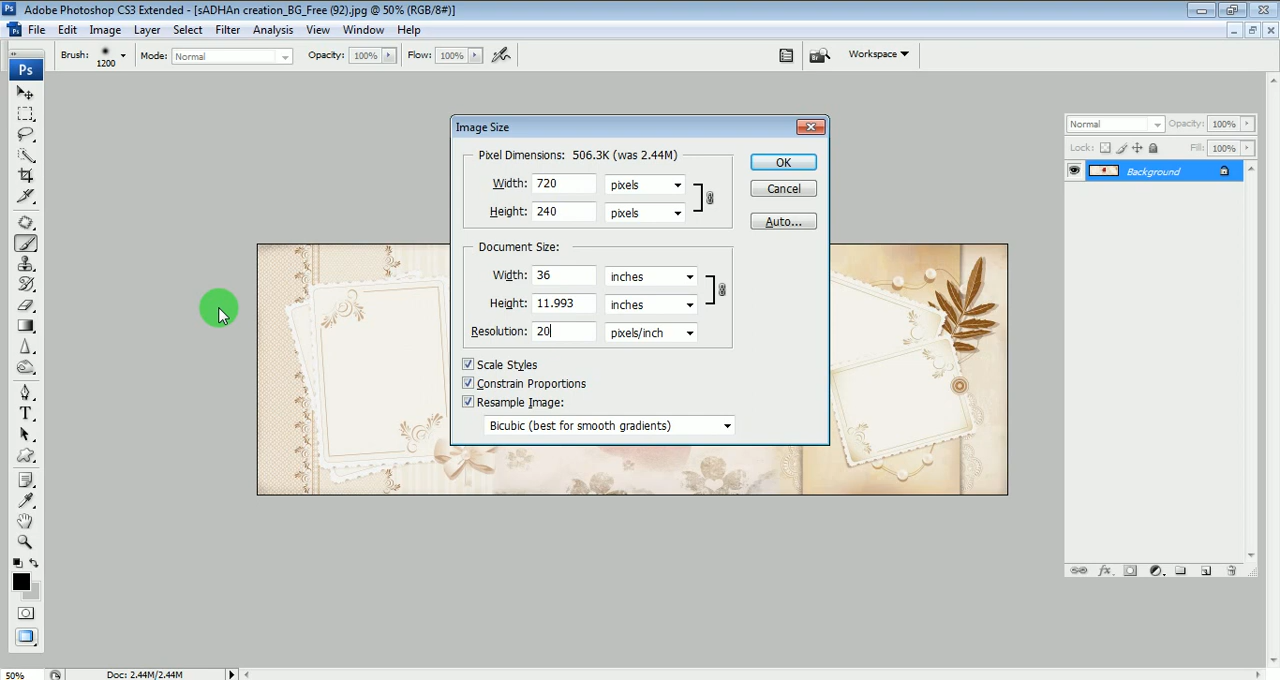 Adobe Photoshop CS3 Extended - [sADHAn creation_BG_Free (92).jpg @ 50% (RGB/8#)]
Ps File Edit Image Layer Select Filter Analysis View Window Help
Brush: 1200 Mode: Normal Opacity: 100% Flow: 100% Br Workspace
Ps
Image Size
Pixel Dimensions: 506.3K (was 2.44M)
Width: 720 pixels
Height: 240 pixels
Document Size:
Width: 36 inches
Height: 11.993 inches
Resolution: 20 pixels/inch
Scale Styles
Constrain Proportions
Resample Image:
Bicubic (best for smooth gradients)
OK
Cancel
Auto...
Normal Opacity: 100%
Lock: Fill: 100%
Background
T
fx.
50% Doc: 2.44M/2.44M